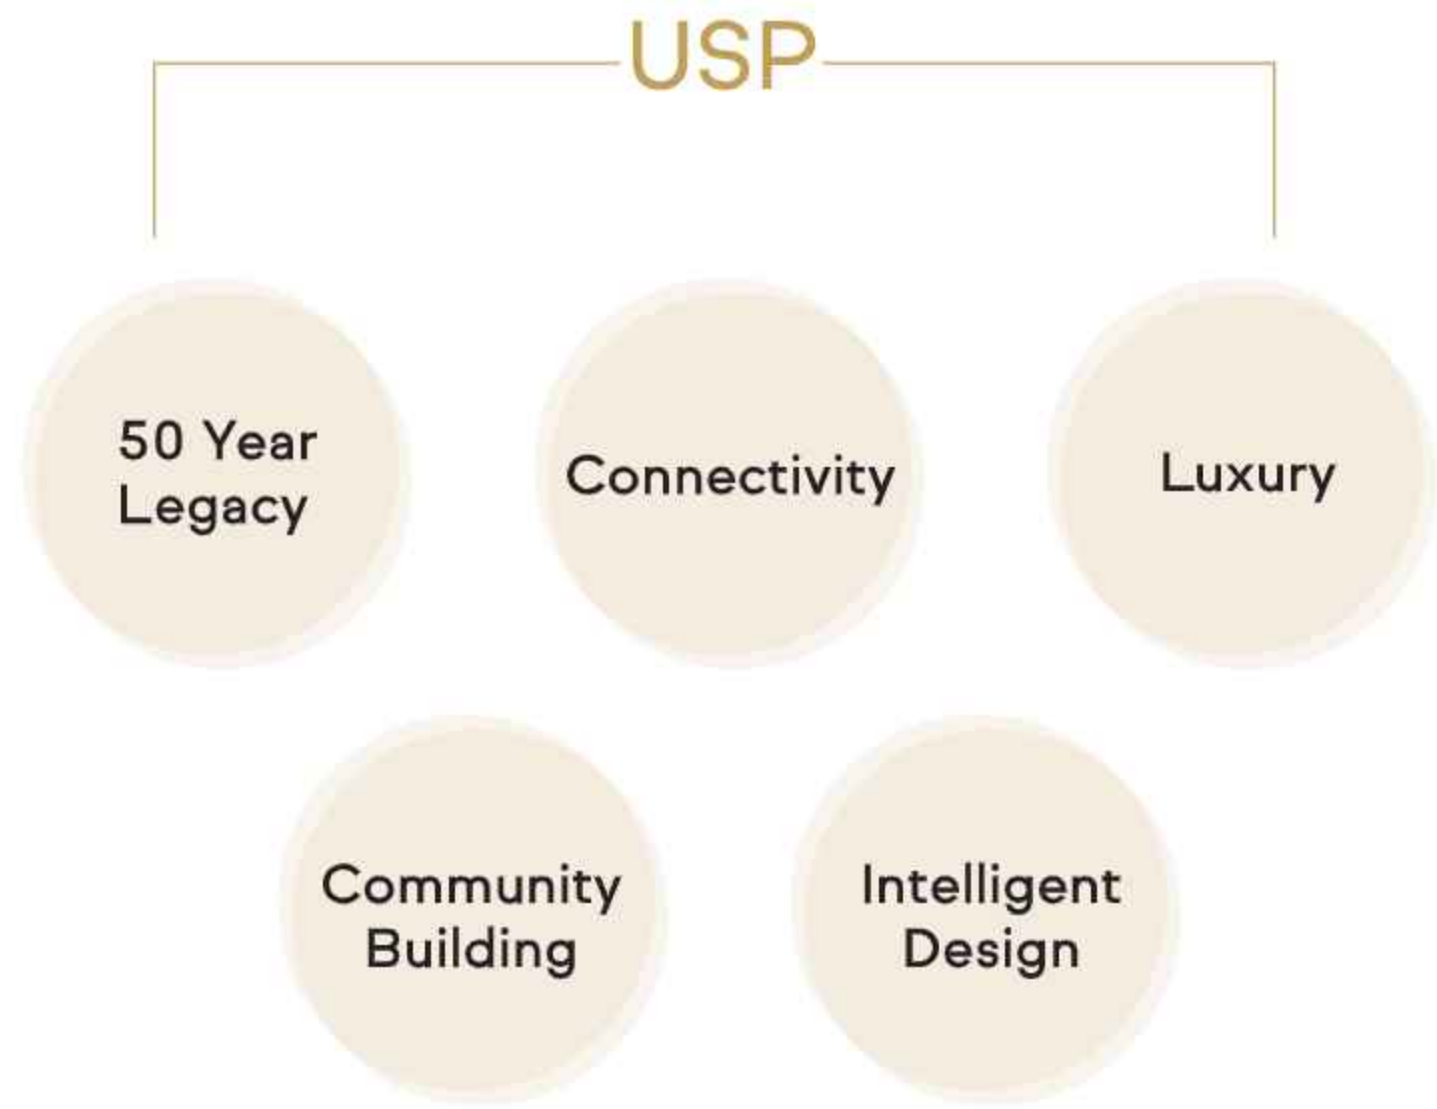 USP
50 Year
Legacy
Connectivity
Luxury
Community
Building
Intelligent
Design